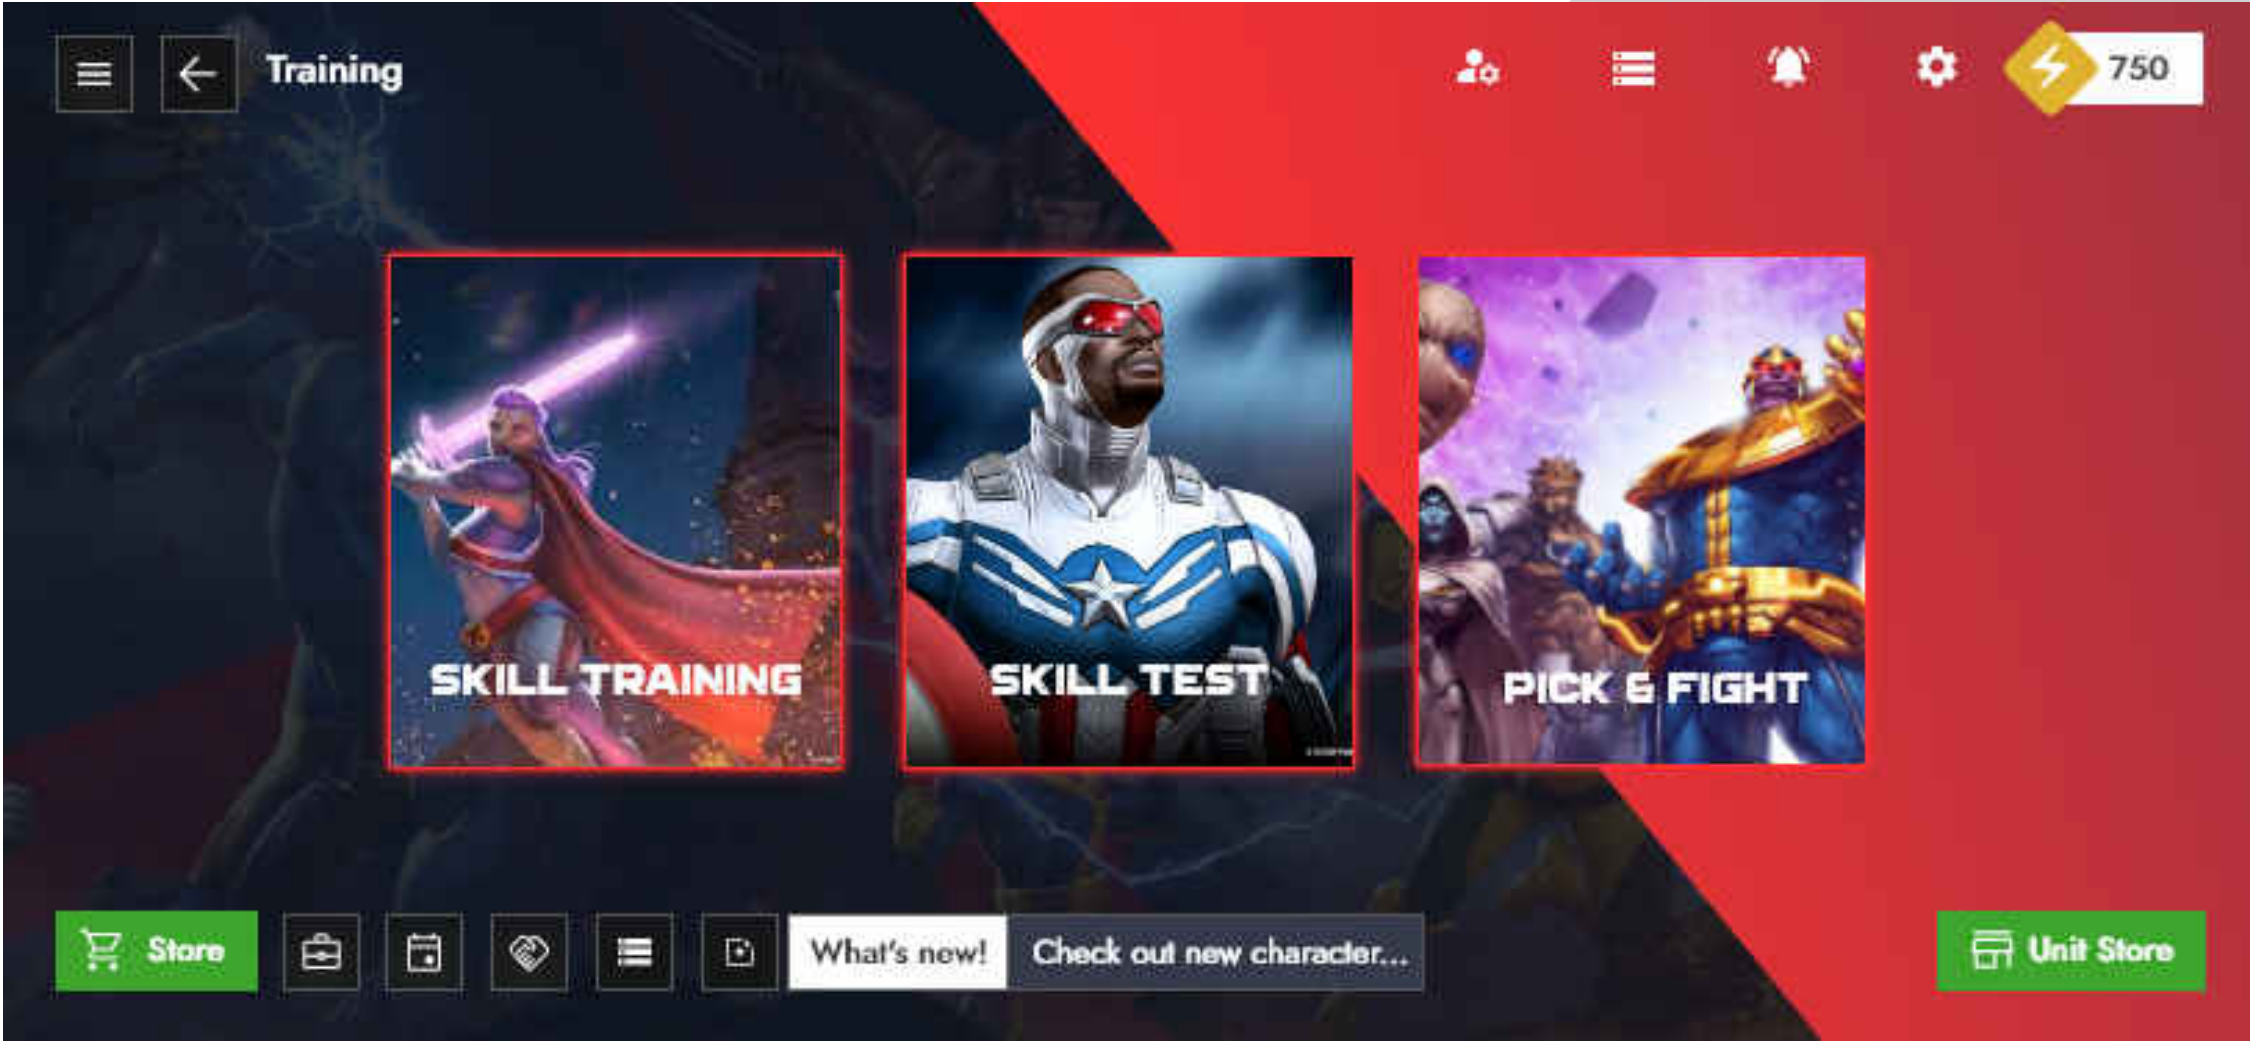 Training
750
SKILL TRAINING
SKILL TEST
PICK & FIGHT
Store
What's new!
Check out new character...
Unit Store